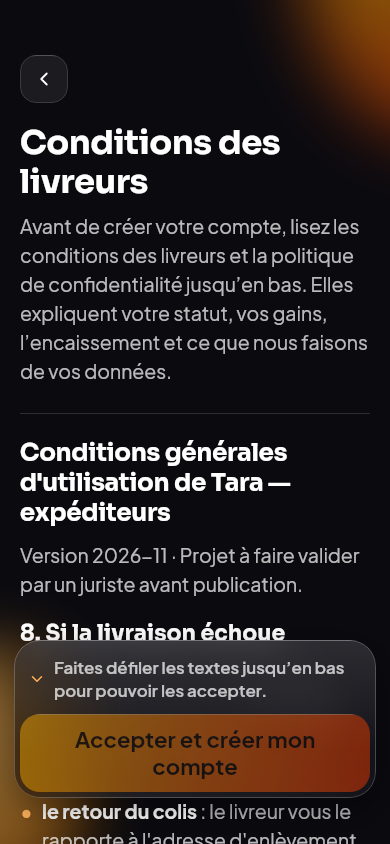 Conditions des
livreurs
Avant de créer votre compte, lisez les
conditions des livreurs et la politique
de confidentialité jusqu’en bas. Elles
expliquent votre statut, vos gains,
l’encaissement et ce que nous faisons
de vos données.
Conditions générales
d'utilisation de Tara —
expéditeurs
Version 2026–11 · Projet à faire valider
par un juriste avant publication.
8. Si la livraison échoue
Faites défiler les textes jusqu’en bas
pour pouvoir les accepter.
Accepter et créer mon
compte
le retour du colis : le livreur vous le
rapporte à l'adresse d'enlèvement